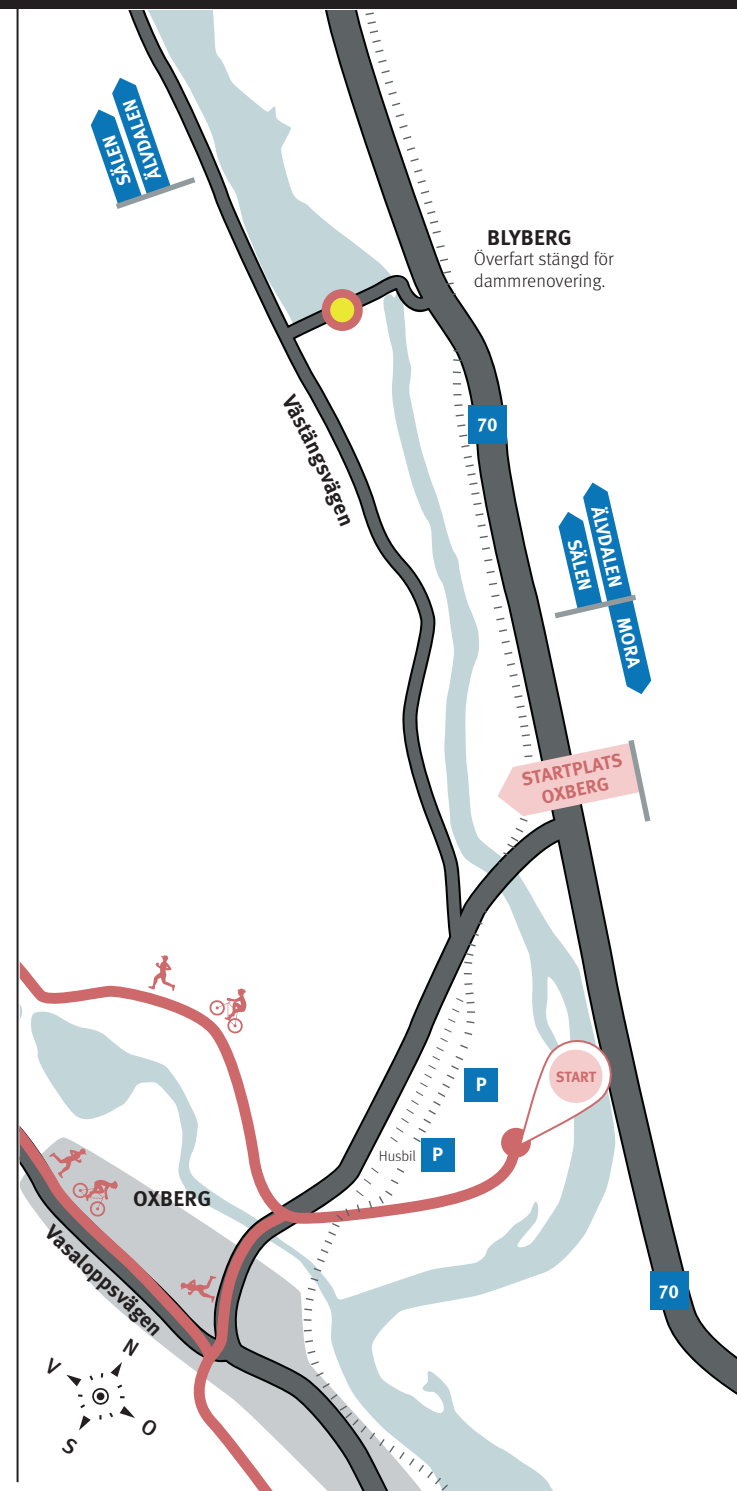 SÄLEN
ÄLVDALEN
BLYBERG
Överfart stängd för
dammrenovering.
Västängsvägen
70
SÄLEN
ÄLVDALEN
MORA
STARTPLATS
OXBERG
P
START
Husbil
P
OXBERG
Vasaloppsvägen
70
N
V
O
S